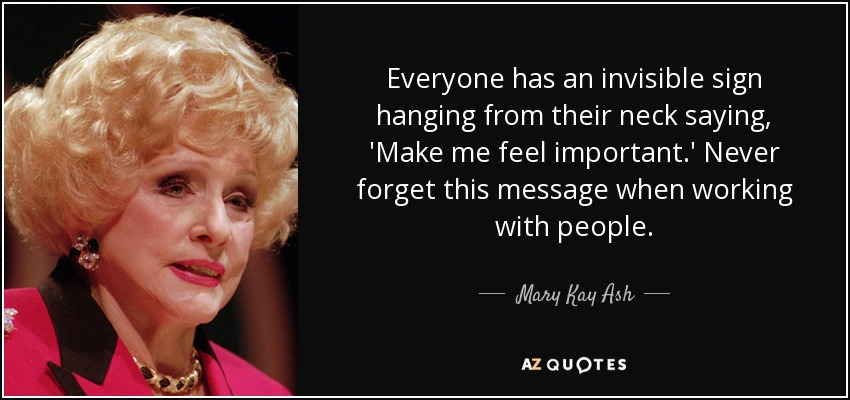 Everyone has an invisible sign
hanging from their neck saying,
'Make me feel important.' Never
forget this message when working
with people.
Mary Kay Ash
AZ QUOTES